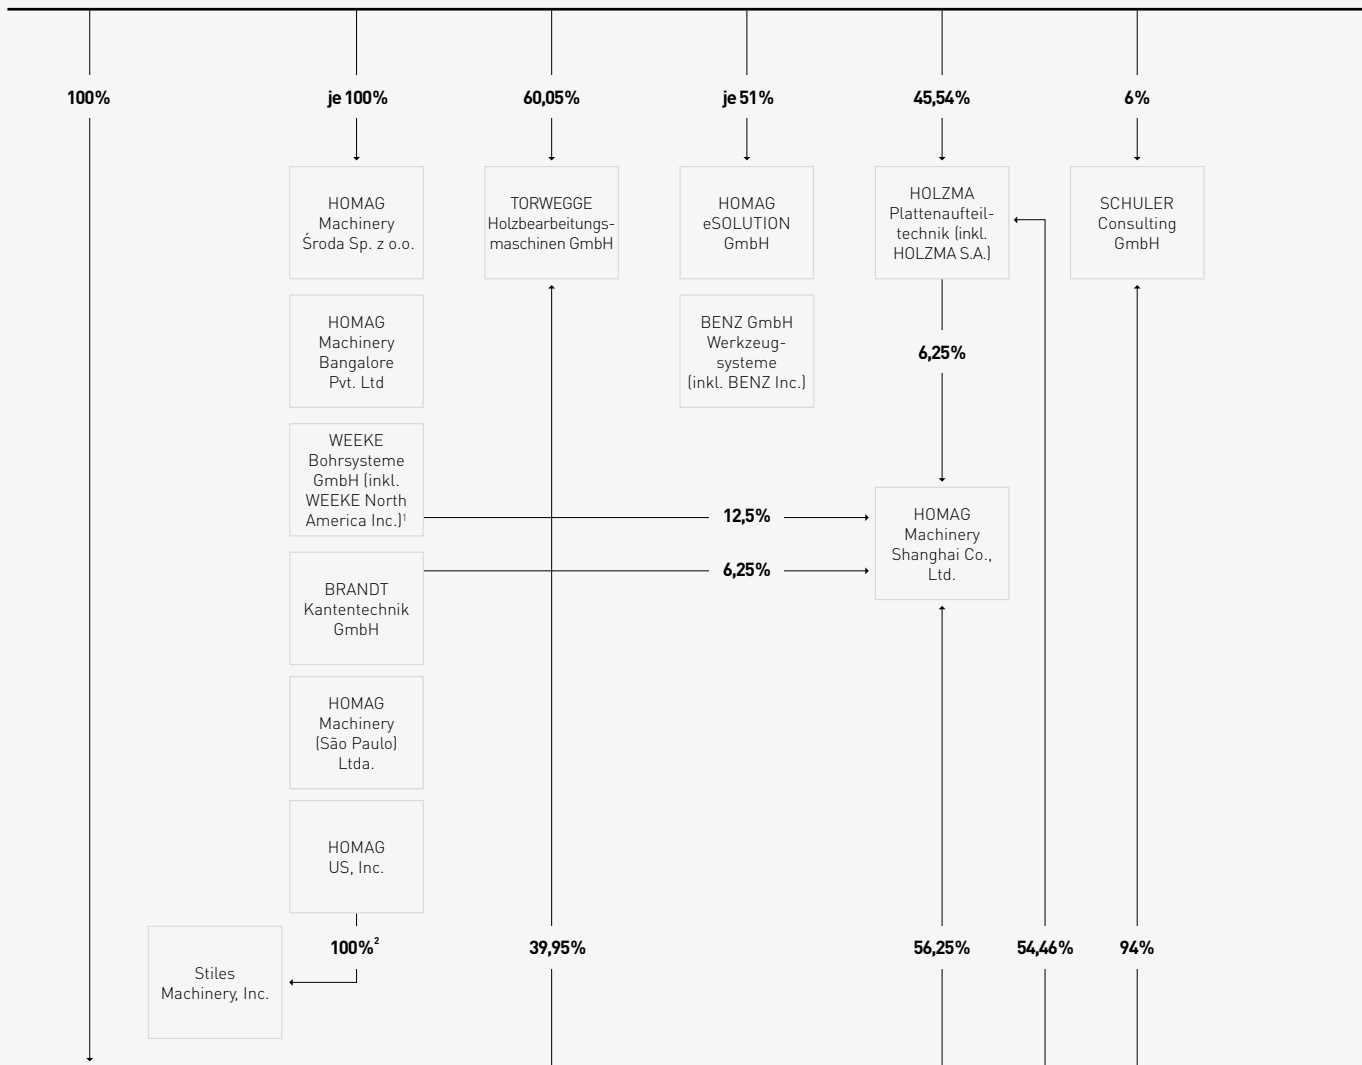 100%
je 100%
60,05%
je 51%
45,54%
6%
HOMAG
Machinery
Środa Sp. z o.o.
TORWEGGE
Holzbearbeitungs-
maschinen GmbH
HOMAG
eSOLUTION
GmbH
HOLZMA
Plattenaufteil-
technik (inkl.
HOLZMA S.A.)
SCHULER
Consulting
GmbH
HOMAG
Machinery
Bangalore
Pvt. Ltd
BENZ GmbH
Werkzeug-
systeme
(inkl. BENZ Inc.)
6,25%
WEEKE
Bohrsysteme
GmbH (inkl.
WEEKE North
America Inc.)¹
12,5%
HOMAG
Machinery
Shanghai Co.,
Ltd.
6,25%
BRANDT
Kantentechnik
GmbH
HOMAG
Machinery
(São Paulo)
Ltda.
HOMAG
US, Inc.
100%²
39,95%
56,25%
54,46%
94%
Stiles
Machinery, Inc.